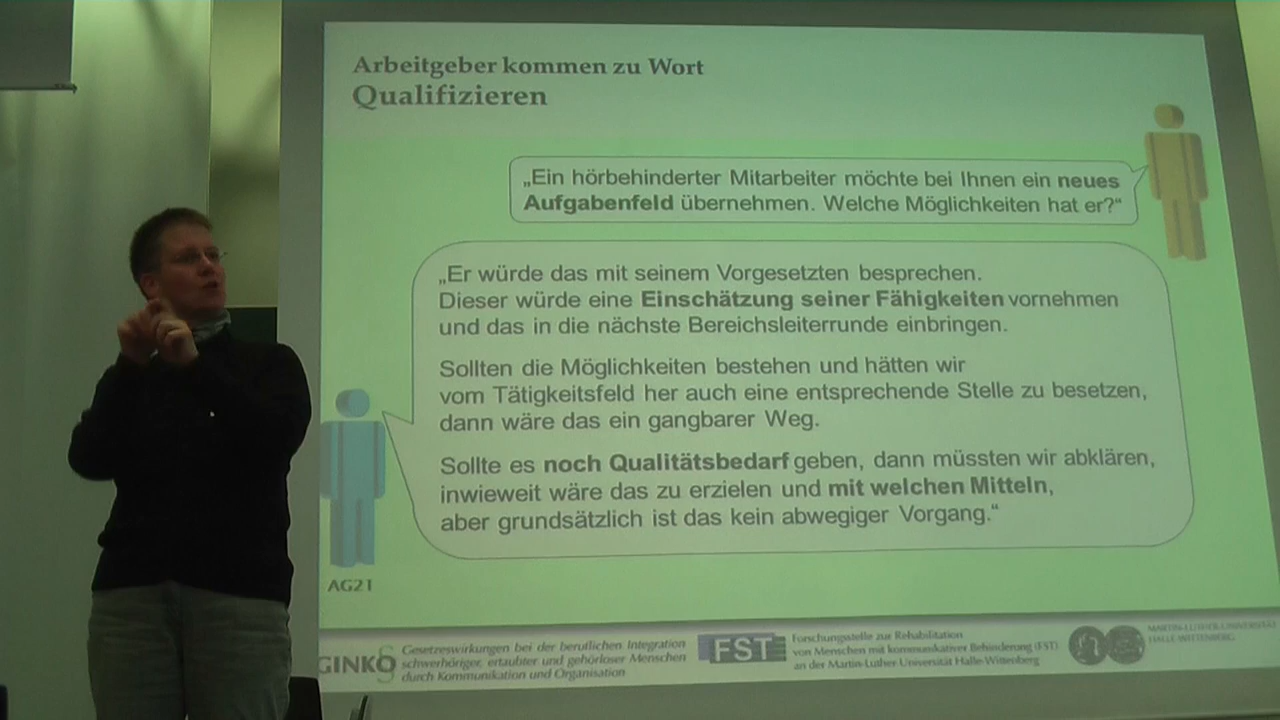 Arbeitgeber kommen zu Wort
Qualifizieren
„Ein hörbehinderter Mitarbeiter möchte bei Ihnen ein neues
Aufgabenfeld übernehmen. Welche Möglichkeiten hat er?“
„Er würde das mit seinem Vorgesetzten besprechen.
Dieser würde eine Einschätzung seiner Fähigkeiten vornehmen
und das in die nächste Bereichsleiterrunde einbringen.
Sollten die Möglichkeiten bestehen und hätten wir
vom Tätigkeitsfeld her auch eine entsprechende Stelle zu besetzen,
dann wäre das ein gangbarer Weg.
Sollte es noch Qualitätsbedarf geben, dann müssten wir abklären,
inwieweit wäre das zu erzielen und mit welchen Mitteln,
aber grundsätzlich ist das kein abwegiger Vorgang.“
AG21
GINKO
S
Gesetzeswirkungen bei der beruflichen Integration
schwerhöriger, ertaubter und gehörloser Menschen
durch Kommunikation und Organisation
FST
Forschungsstelle zur Rehabilitation
von Menschen mit kommunikativer Behinderung (FST)
an der Martin-Luther-Universität Halle-Wittenberg
MARTIN-LUTHER-UNIVERSITÄT
HALLE-WITTENBERG